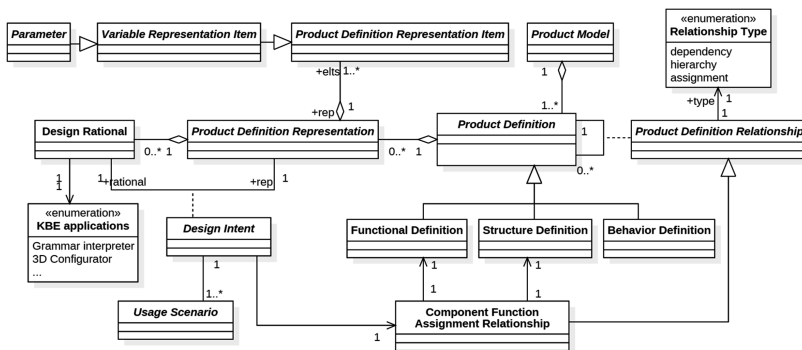 Parameter
Variable Representation Item
Product Definition Representation Item
Product Model
«enumeration»
Relationship Type
dependency
hierarchy
assignment
+elts
1..*
1
1..*
+type
1
1
+rep
1
Design Rational
Product Definition Representation
Product Definition
1
Product Definition Relationship
0..*
1
0..*
1
0..*
1
1
1
+rational
+rep
1
«enumeration»
KBE applications
Grammar interpreter
3D Configurator
...
Design Intent
Functional Definition
Structure Definition
Behavior Definition
1
1
1
1..*
1
1
Usage Scenario
Component Function
Assignment Relationship
1